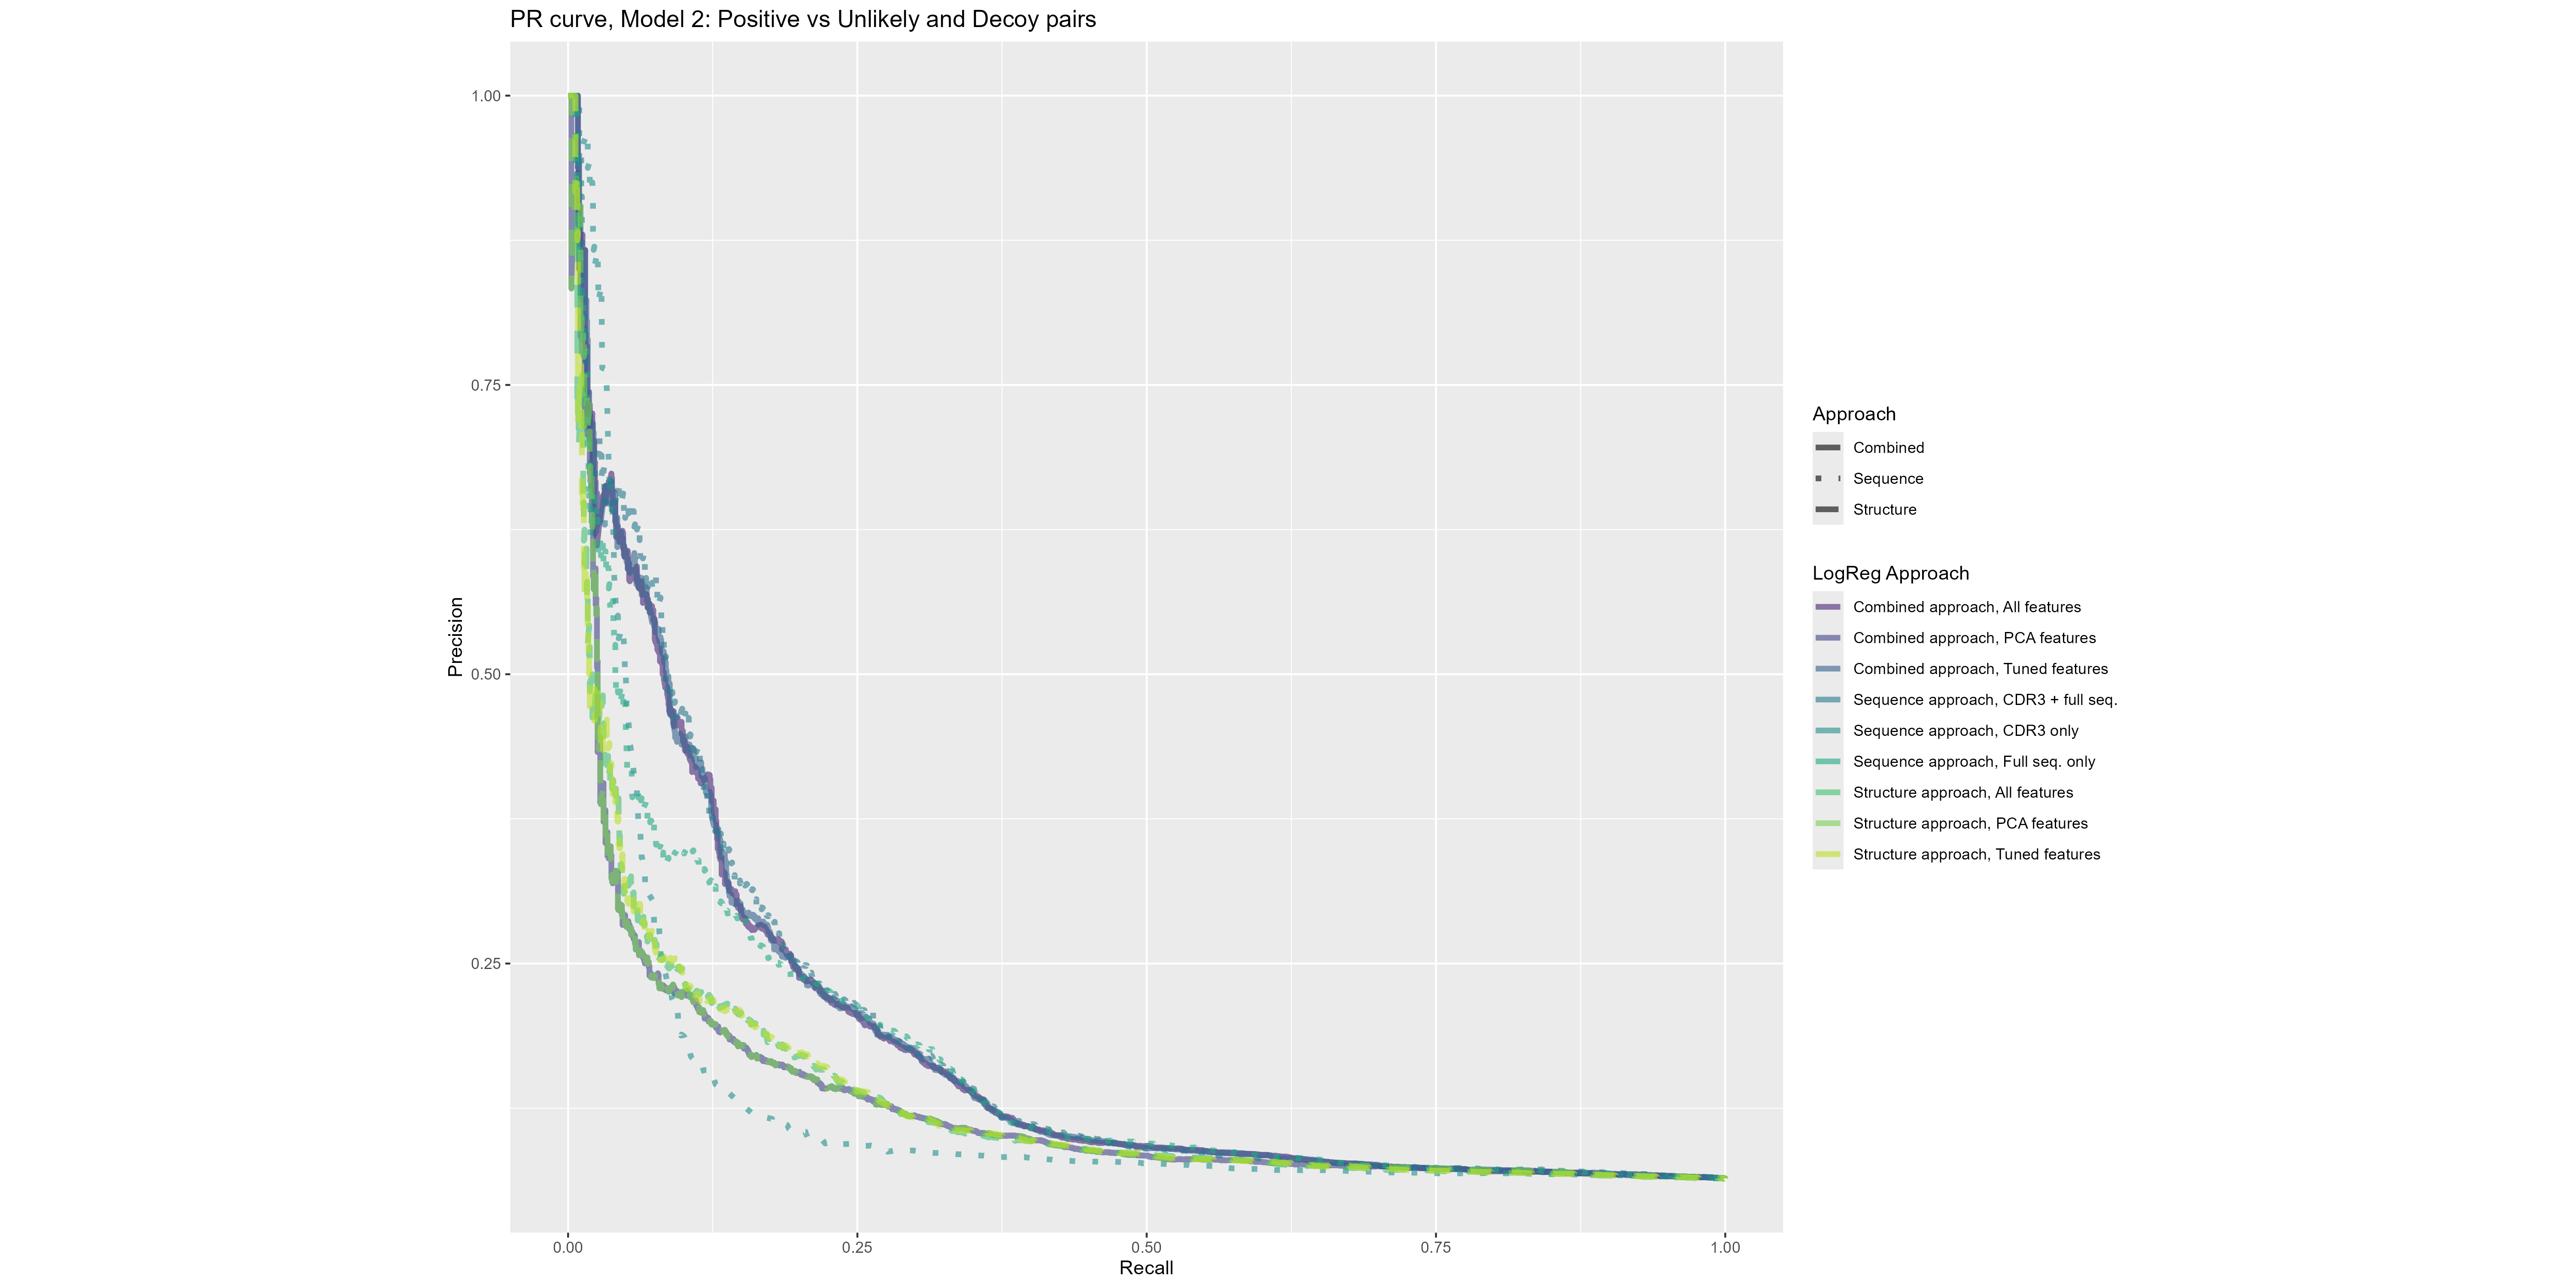 PR curve, Model 2: Positive vs Unlikely and Decoy pairs
1.00
0.75
0.50
0.25
Precision
0.00
0.25
0.50
0.75
1.00
Recall
Approach
Combined
Sequence
Structure
LogReg Approach
Combined approach, All features
Combined approach, PCA features
Combined approach, Tuned features
Sequence approach, CDR3 + full seq.
Sequence approach, CDR3 only
Sequence approach, Full seq. only
Structure approach, All features
Structure approach, PCA features
Structure approach, Tuned features